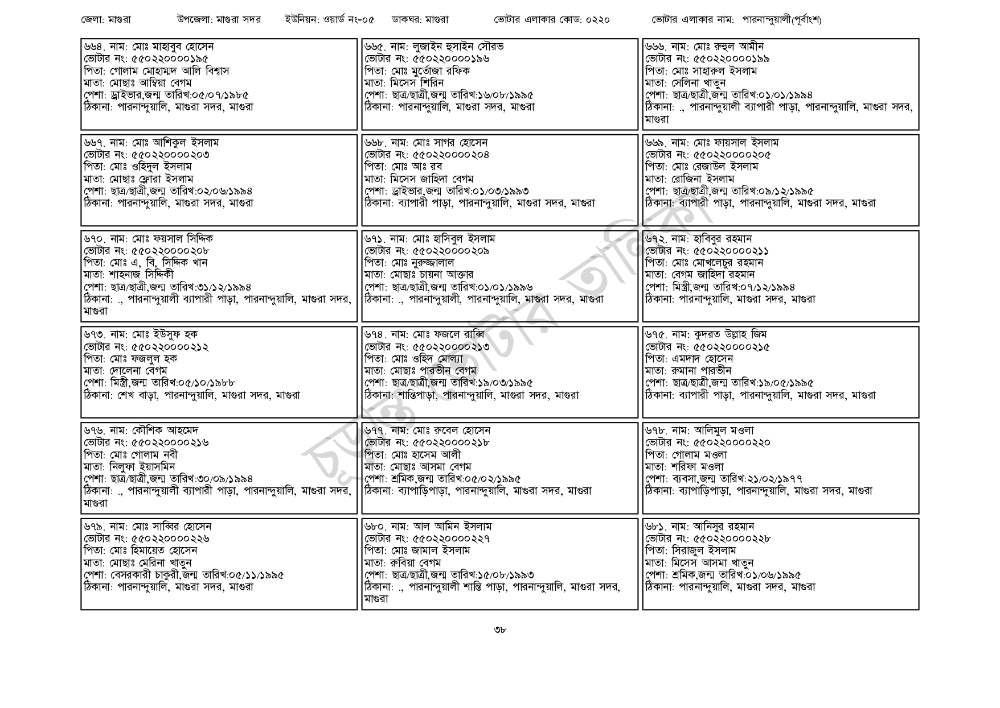 জেলা: মাগুরা উপজেলা: মাগুরা সদর ইউনিয়ন: ওয়ার্ড নং-০৫ ডাকঘর: মাগুরা ভোটার এলাকার কোড: ০২২০ ভোটার এলাকার নাম: পারনান্দুয়ালী(পূর্বাংশ)
৬৬৪. নাম: মোঃ মাহাবুব হোসেন
ভোটার নং: ৫৫০২২০০০০১৯৫
পিতা: গোলাম মোহাম্মদ আলি বিশ্বাস
মাতা: মোছাঃ আম্বিয়া বেগম
পেশা: ড্রাইভার,জন্ম তারিখ:০৫/০৭/১৯৮৫
ঠিকানা: পারনান্দুয়ালি, মাগুরা সদর, মাগুরা
৬৬৫. নাম: লুজাইন হুসাইন সৌরভ
ভোটার নং: ৫৫০২২০০০০১৯৬
পিতা: মোঃ মুর্তোজা রফিক
মাতা: মিসেস শিরিন
পেশা: ছাত্র/ছাত্রী,জন্ম তারিখ:১৬/০৮/১৯৯৫
ঠিকানা: পারনান্দুয়ালি, মাগুরা সদর, মাগুরা
৬৬৬. নাম: মোঃ রুহুল আমীন
ভোটার নং: ৫৫০২২০০০০১৯৯
পিতা: মোঃ সাহারুল ইসলাম
মাতা: সেলিনা খাতুন
পেশা: ছাত্র/ছাত্রী,জন্ম তারিখ:০১/০১/১৯৯৪
ঠিকানা: ., পারনান্দুয়ালী ব্যাপারী পাড়া, পারনান্দুয়ালি, মাগুরা সদর,
মাগুরা
৬৬৭. নাম: মোঃ আশিকুল ইসলাম
ভোটার নং: ৫৫০২২০০০০২০৩
পিতা: মোঃ ওহিদুল ইসলাম
মাতা: মোছাঃ ফ্লোরা ইসলাম
পেশা: ছাত্র/ছাত্রী,জন্ম তারিখ:০২/০৬/১৯৯৪
ঠিকানা: পারনান্দুয়ালি, মাগুরা সদর, মাগুরা
৬৬৮. নাম: মোঃ সাগর হোসেন
ভোটার নং: ৫৫০২২০০০০২০৪
পিতা: মোঃ আঃ রব
মাতা: মিসেস জাহিদা বেগম
পেশা: ড্রাইভার,জন্ম তারিখ:০১/০৩/১৯৯৩
ঠিকানা: ব্যাপারী পাড়া, পারনান্দুয়ালি, মাগুরা সদর, মাগুরা
৬৬৯. নাম: মোঃ ফায়সাল ইসলাম
ভোটার নং: ৫৫০২২০০০০২০৫
পিতা: মোঃ রেজাউল ইসলাম
মাতা: রোজিনা ইসলাম
পেশা: ছাত্র/ছাত্রী,জন্ম তারিখ:০৯/১২/১৯৯৫
ঠিকানা: ব্যাপারী পাড়া, পারনান্দুয়ালি, মাগুরা সদর, মাগুরা
৬৭০. নাম: মোঃ ফয়সাল সিদ্দিক
ভোটার নং: ৫৫০২২০০০০২০৮
পিতা: মোঃ এ, বি, সিদ্দিক খান
মাতা: শাহনাজ সিদ্দিকী
পেশা: ছাত্র/ছাত্রী,জন্ম তারিখ:৩১/১২/১৯৯৪
ঠিকানা: ., পারনান্দুয়ালী ব্যাপারী পাড়া, পারনান্দুয়ালি, মাগুরা সদর,
মাগুরা
৬৭১. নাম: মোঃ হাসিবুল ইসলাম
ভোটার নং: ৫৫০২২০০০০২০৯
পিতা: মোঃ নুরুজ্জালাল
মাতা: মোছাঃ চায়না আক্তার
পেশা: ছাত্র/ছাত্রী,জন্ম তারিখ:০১/০১/১৯৯৬
ঠিকানা: ., পারনান্দুয়ালী, পারনান্দুয়ালি, মাগুরা সদর, মাগুরা
৬৭২. নাম: হাবিবুর রহমান
ভোটার নং: ৫৫০২২০০০০২১১
পিতা: মোঃ মোখলেচুর রহমান
মাতা: বেগম জাহিদা রহমান
পেশা: মিস্ত্রী,জন্ম তারিখ:০৭/১২/১৯৯৪
ঠিকানা: পারনান্দুয়ালি, মাগুরা সদর, মাগুরা
৬৭৩. নাম: মোঃ ইউসুফ হক
ভোটার নং: ৫৫০২২০০০০২১২
পিতা: মোঃ ফজলুল হক
মাতা: দোলেনা বেগম
পেশা: মিস্ত্রী,জন্ম তারিখ:০৫/১০/১৯৮৮
ঠিকানা: শেখ বাড়া, পারনান্দুয়ালি, মাগুরা সদর, মাগুরা
৬৭৪. নাম: মোঃ ফজলে রাব্বি
ভোটার নং: ৫৫০২২০০০০২১৩
পিতা: মোঃ ওহিদ মোল্যা
মাতা: মোছাঃ পারভীন বেগম
পেশা: ছাত্র/ছাত্রী,জন্ম তারিখ:১৯/০৩/১৯৯৫
ঠিকানা: শান্তিপাড়া, পারনান্দুয়ালি, মাগুরা সদর, মাগুরা
৬৭৫. নাম: কুদরত উল্লাহ জিম
ভোটার নং: ৫৫০২২০০০০২১৫
পিতা: এমদাদ হোসেন
মাতা: রুমানা পারভীন
পেশা: ছাত্র/ছাত্রী,জন্ম তারিখ:১৯/০৫/১৯৯৫
ঠিকানা: ব্যাপারী পাড়া, পারনান্দুয়ালি, মাগুরা সদর, মাগুরা
৬৭৬. নাম: কৌশিক আহমেদ
ভোটার নং: ৫৫০২২০০০০২১৬
পিতা: মোঃ গোলাম নবী
মাতা: নিলুফা ইয়াসমিন
পেশা: ছাত্র/ছাত্রী,জন্ম তারিখ:৩০/০৯/১৯৯৪
ঠিকানা: ., পারনান্দুয়ালী ব্যাপারী পাড়া, পারনান্দুয়ালি, মাগুরা সদর,
মাগুরা
৬৭৭. নাম: মোঃ রুবেল হোসেন
ভোটার নং: ৫৫০২২০০০০২১৮
পিতা: মোঃ হাসেম আলী
মাতা: মোছাঃ আসমা বেগম
পেশা: শ্রমিক,জন্ম তারিখ:০৫/০২/১৯৯৫
ঠিকানা: ব্যাপাড়িপাড়া, পারনান্দুয়ালি, মাগুরা সদর, মাগুরা
৬৭৮. নাম: আলিমুল মওলা
ভোটার নং: ৫৫০২২০০০০২২০
পিতা: গোলাম মওলা
মাতা: শরিফা মওলা
পেশা: ব্যবসা,জন্ম তারিখ:২১/০২/১৯৭৭
ঠিকানা: ব্যাপাড়িপাড়া, পারনান্দুয়ালি, মাগুরা সদর, মাগুরা
৬৭৯. নাম: মোঃ সাব্বির হোসেন
ভোটার নং: ৫৫০২২০০০০২২৬
পিতা: মোঃ হিমায়েত হোসেন
মাতা: মোছাঃ মেরিনা খাতুন
পেশা: বেসরকারী চাকুরী,জন্ম তারিখ:০৫/১১/১৯৯৫
ঠিকানা: পারনান্দুয়ালি, মাগুরা সদর, মাগুরা
৬৮০. নাম: আল আমিন ইসলাম
ভোটার নং: ৫৫০২২০০০০২২৭
পিতা: মোঃ জামাল ইসলাম
মাতা: রুবিয়া বেগম
পেশা: ছাত্র/ছাত্রী,জন্ম তারিখ:১৫/০৮/১৯৯৩
ঠিকানা: ., পারনান্দুয়ালী শান্তি পাড়া, পারনান্দুয়ালি, মাগুরা সদর,
মাগুরা
৬৮১. নাম: আনিসুর রহমান
ভোটার নং: ৫৫০২২০০০০২২৮
পিতা: সিরাজুল ইসলাম
মাতা: মিসেস আসমা খাতুন
পেশা: শ্রমিক,জন্ম তারিখ:০১/০৬/১৯৯৫
ঠিকানা: পারনান্দুয়ালি, মাগুরা সদর, মাগুরা
চূড়ান্ত ভোটার তালিকা
৩৮